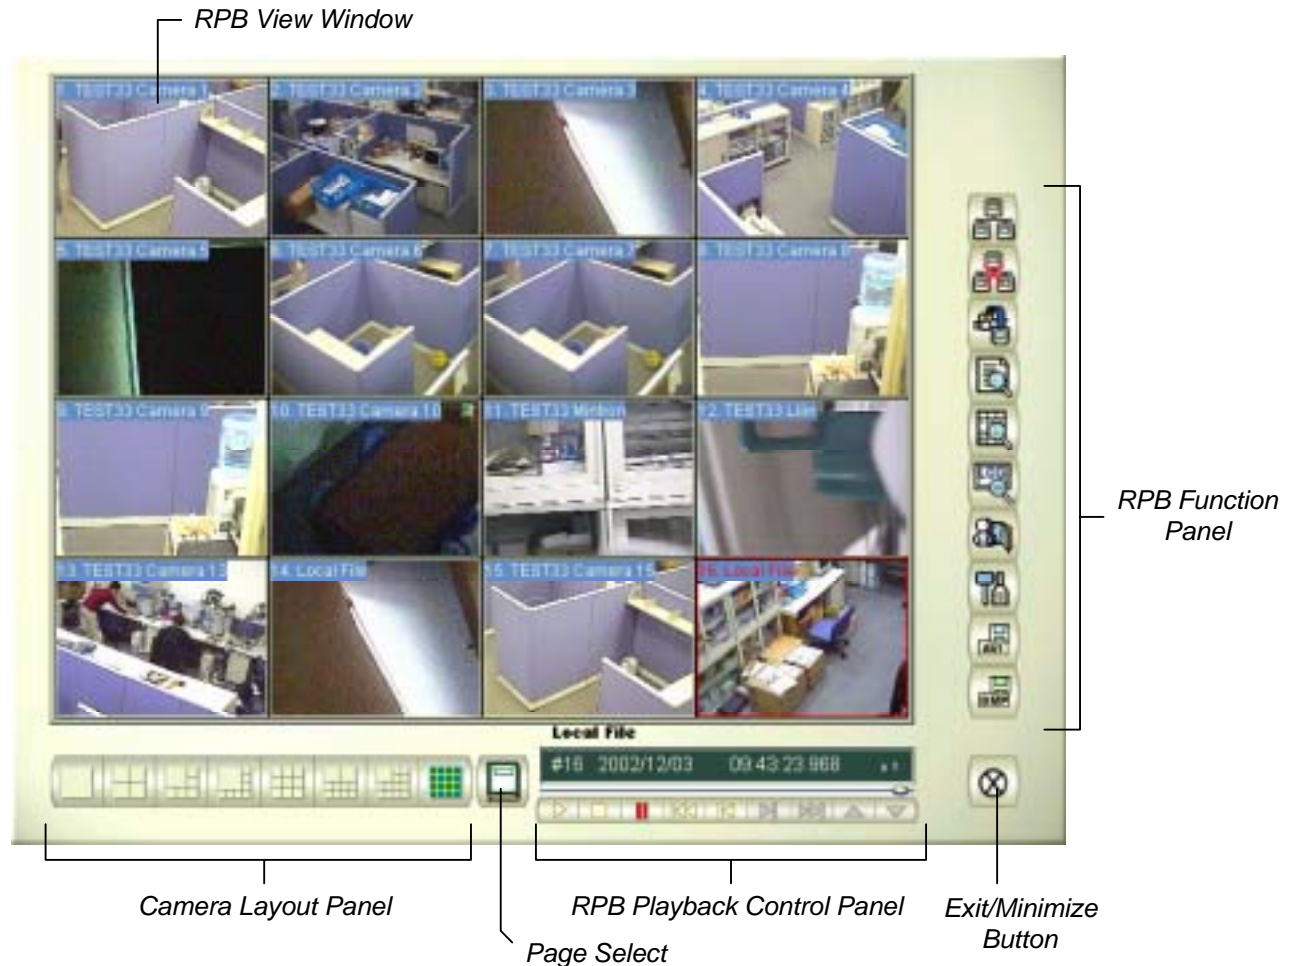 RPB View Window
1. TEST33 Camera 1
2. TEST33 Camera 2
3. TEST33 Camera 3
4. TEST33 Camera 4
5. TEST33 Camera 5
6. TEST33 Camera 6
7. TEST33 Camera 7
8. TEST33 Camera 8
9. TEST33 Camera 9
10. TEST33 Camera 10
11. TEST33 Mintron
12. TEST33
13. TEST33 Camera 13
14. Local File
15. TEST33 Camera 15
16. Local File
RPB Function
Panel
AVI
BMP
Local File
#16 2002/12/03 09:43:23.968
Camera Layout Panel
RPB Playback Control Panel
Exit/Minimize
Button
Page Select